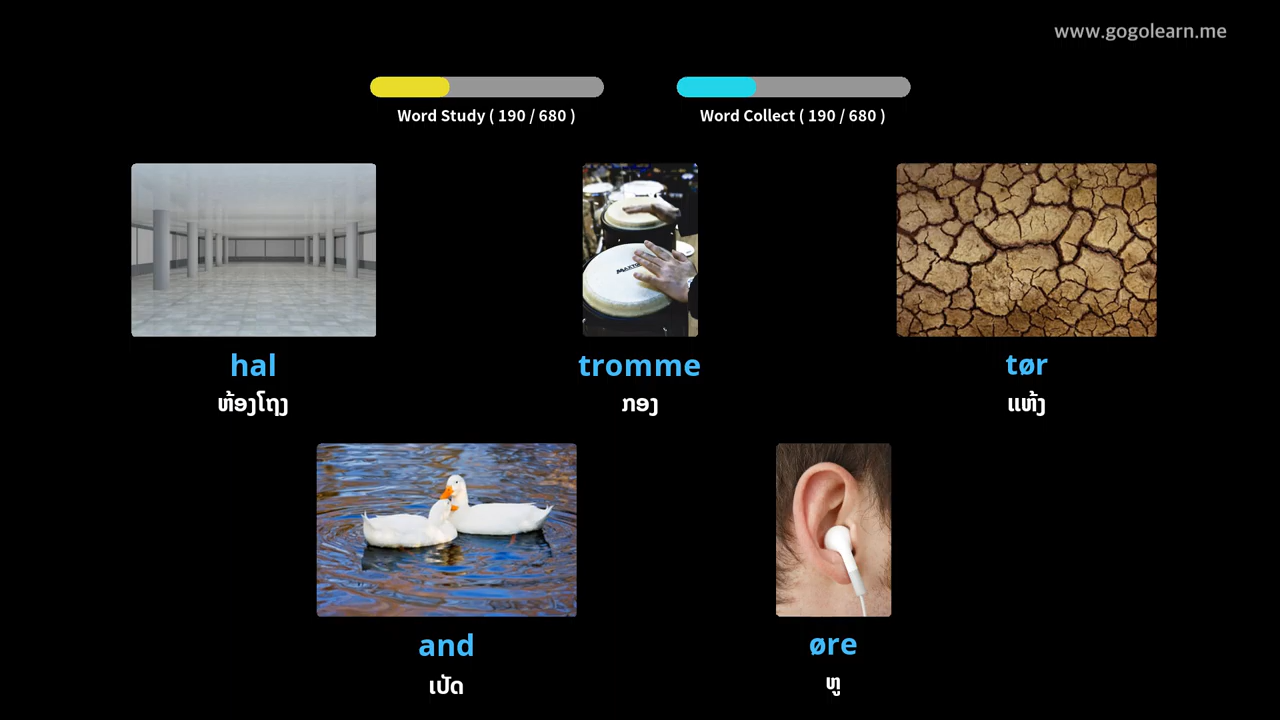 www.gogolearn.me
Word Study ( 190 / 680 )
Word Collect ( 190 / 680 )
hal
ຫ້ອງໂຖງ
tromme
ກອງ
tør
ແຫ້ງ
and
ເປັດ
øre
ຫູ